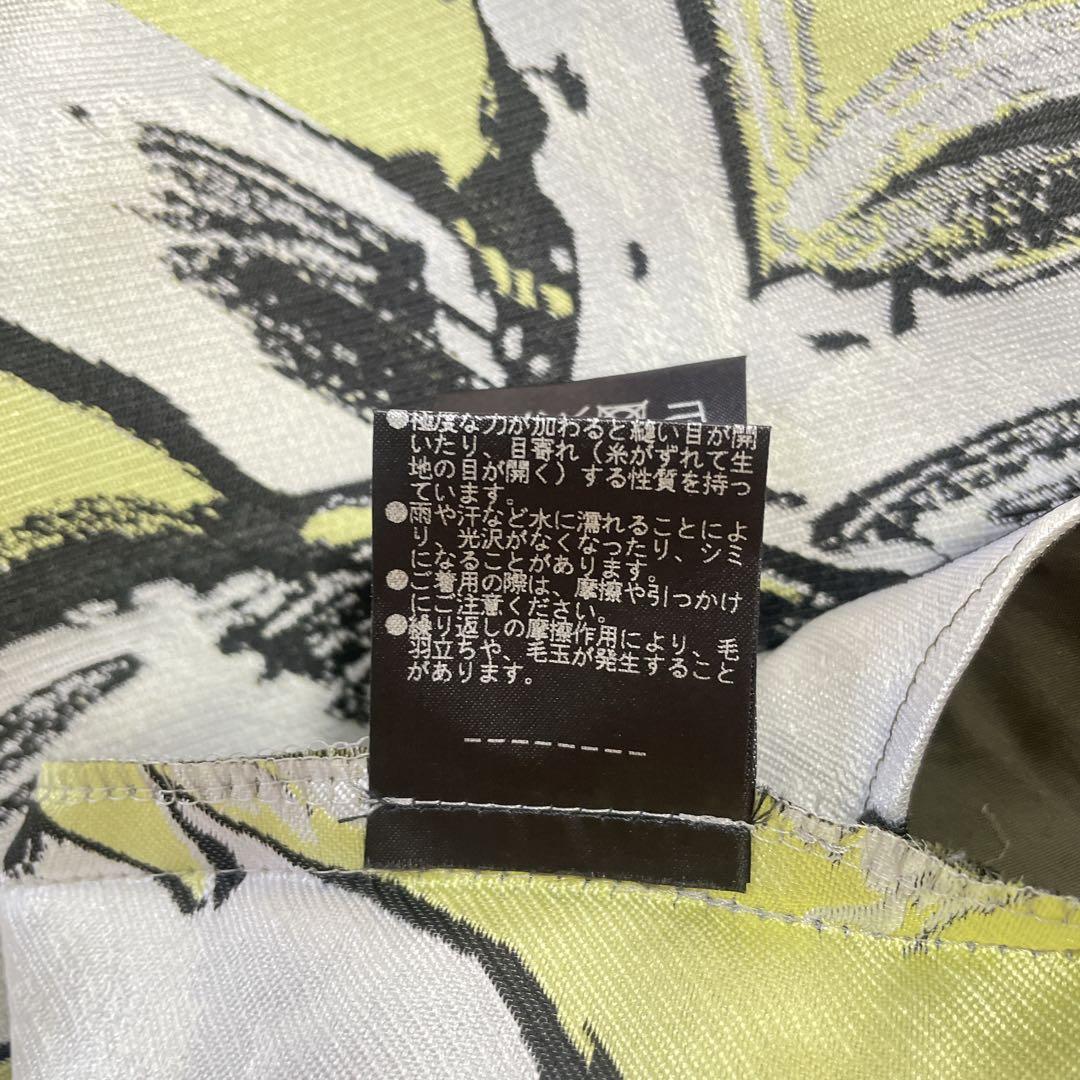 ●極度な力が加わると縫い目が開
いたり、目寄れ（糸がずれて生
地の目が開く）する性質を持っ
ています。
●雨や汗など水に濡れることによ
り、光沢がなくなったり、シミ
になることがあります。
●ご着用の際は、摩擦や引っかけ
にご注意ください。
●繰り返しの摩擦作用により、毛
羽立ちや、毛玉が発生すること
があります。